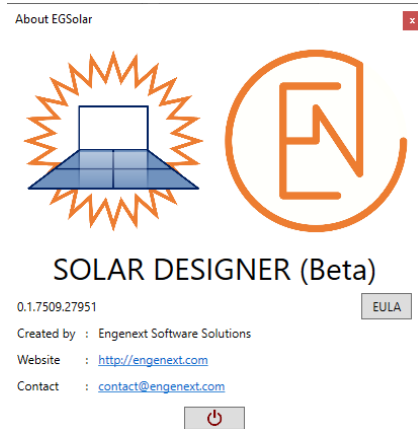 About EGSolar
x
EN
SOLAR DESIGNER (Beta)
0.1.7509.27951
EULA
Created by : Engenext Software Solutions
Website : http://engenext.com
Contact : contact@engenext.com